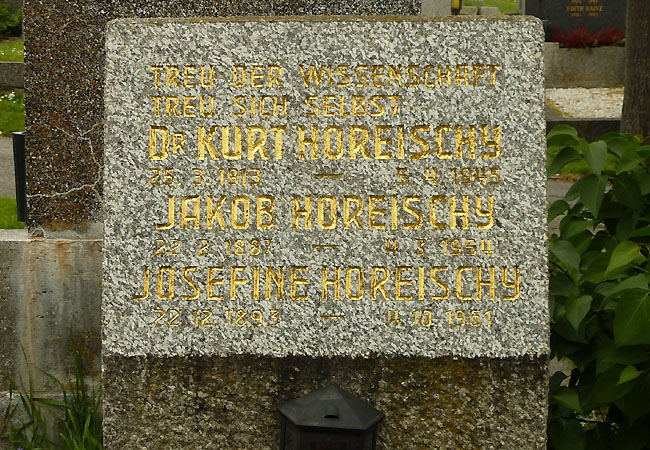 TREU DER WISSENSCHAFT
TREU SICH SELBST
DR KURT HOREISCHY
25 3. 1913 — 5. 4. 1945
JAKOB HOREISCHY
22 2. 1887 — 4 3. 1954
JOSEFINE HOREISCHY
22. 12. 1893 — 4. 10. 1961
EDITH